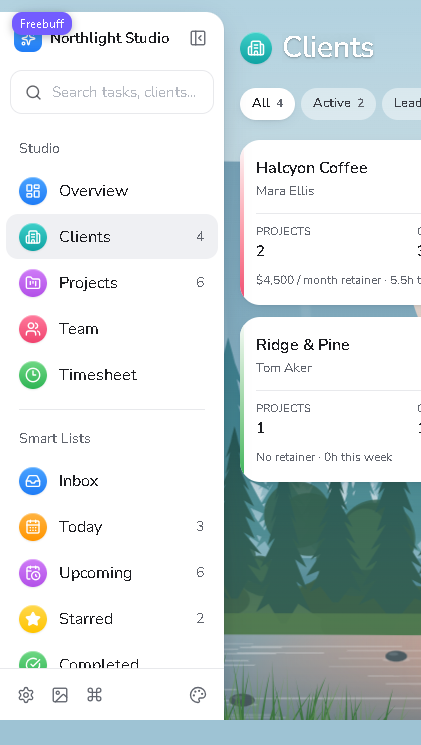 Freebuff
Northlight Studio
Search tasks, clients...
Studio
Overview
Clients 4
Projects 6
Team
Timesheet
Smart Lists
Inbox
Today 3
Upcoming 6
Starred 2
Completed
Clients
All 4
Active 2
Lead
Halcyon Coffee
Mara Ellis
PROJECTS
2
$4,500 / month retainer · 5.5h t
Ridge & Pine
Tom Aker
PROJECTS
1
No retainer · 0h this week